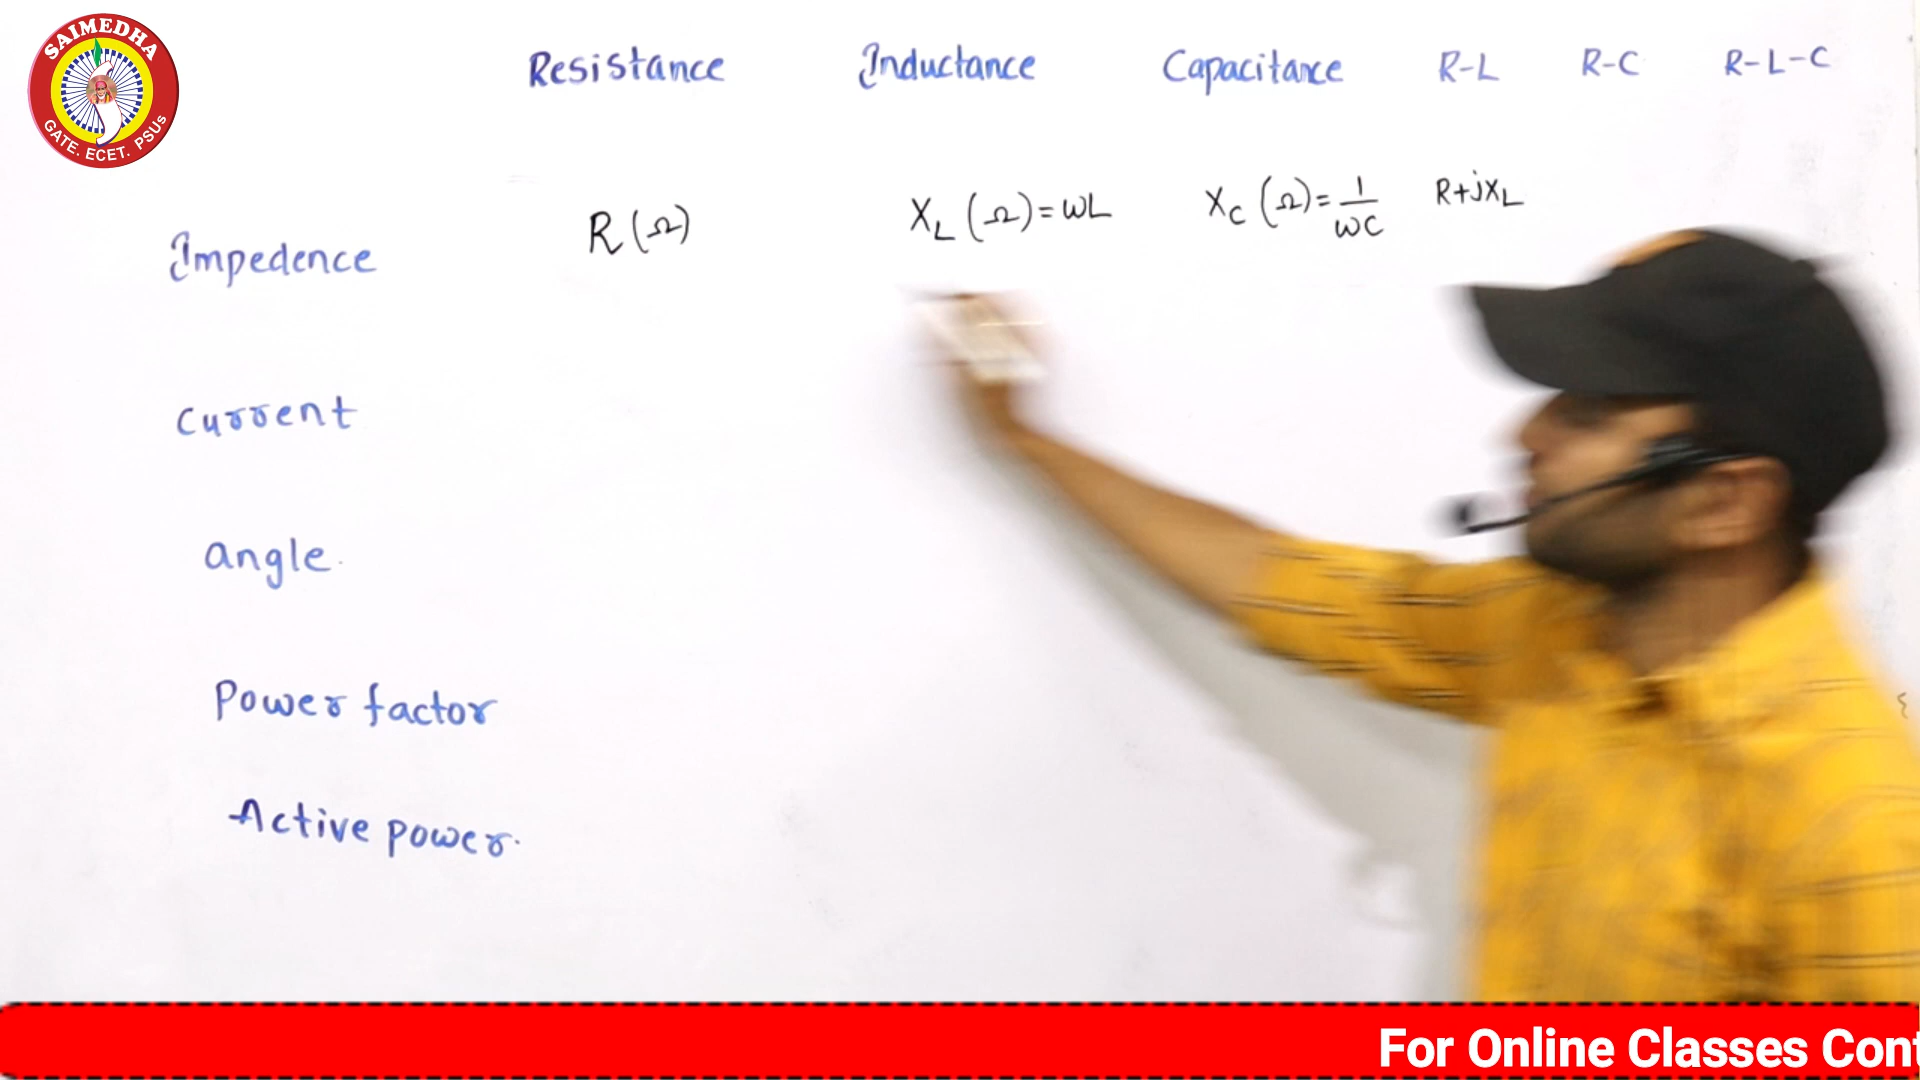 SAIMEDHA
GATE. ECET. PSUs
Resistance Inductance Capacitance R-L R-C R-L-C
Impedence R(Ω) X_L (Ω) = ωL X_C (Ω) = 1/ωC R+jX_L
Current
angle.
Power factor
Active power.
For Online Classes Cont